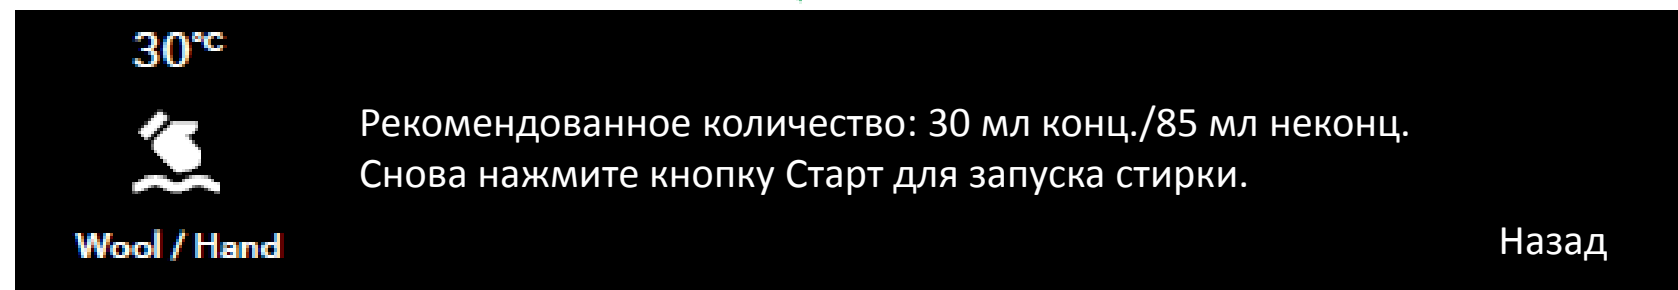 30°C
Рекомендованное количество: 30 мл конц./85 мл неконц.
Снова нажмите кнопку Старт для запуска стирки.
Wool / Hand
Назад